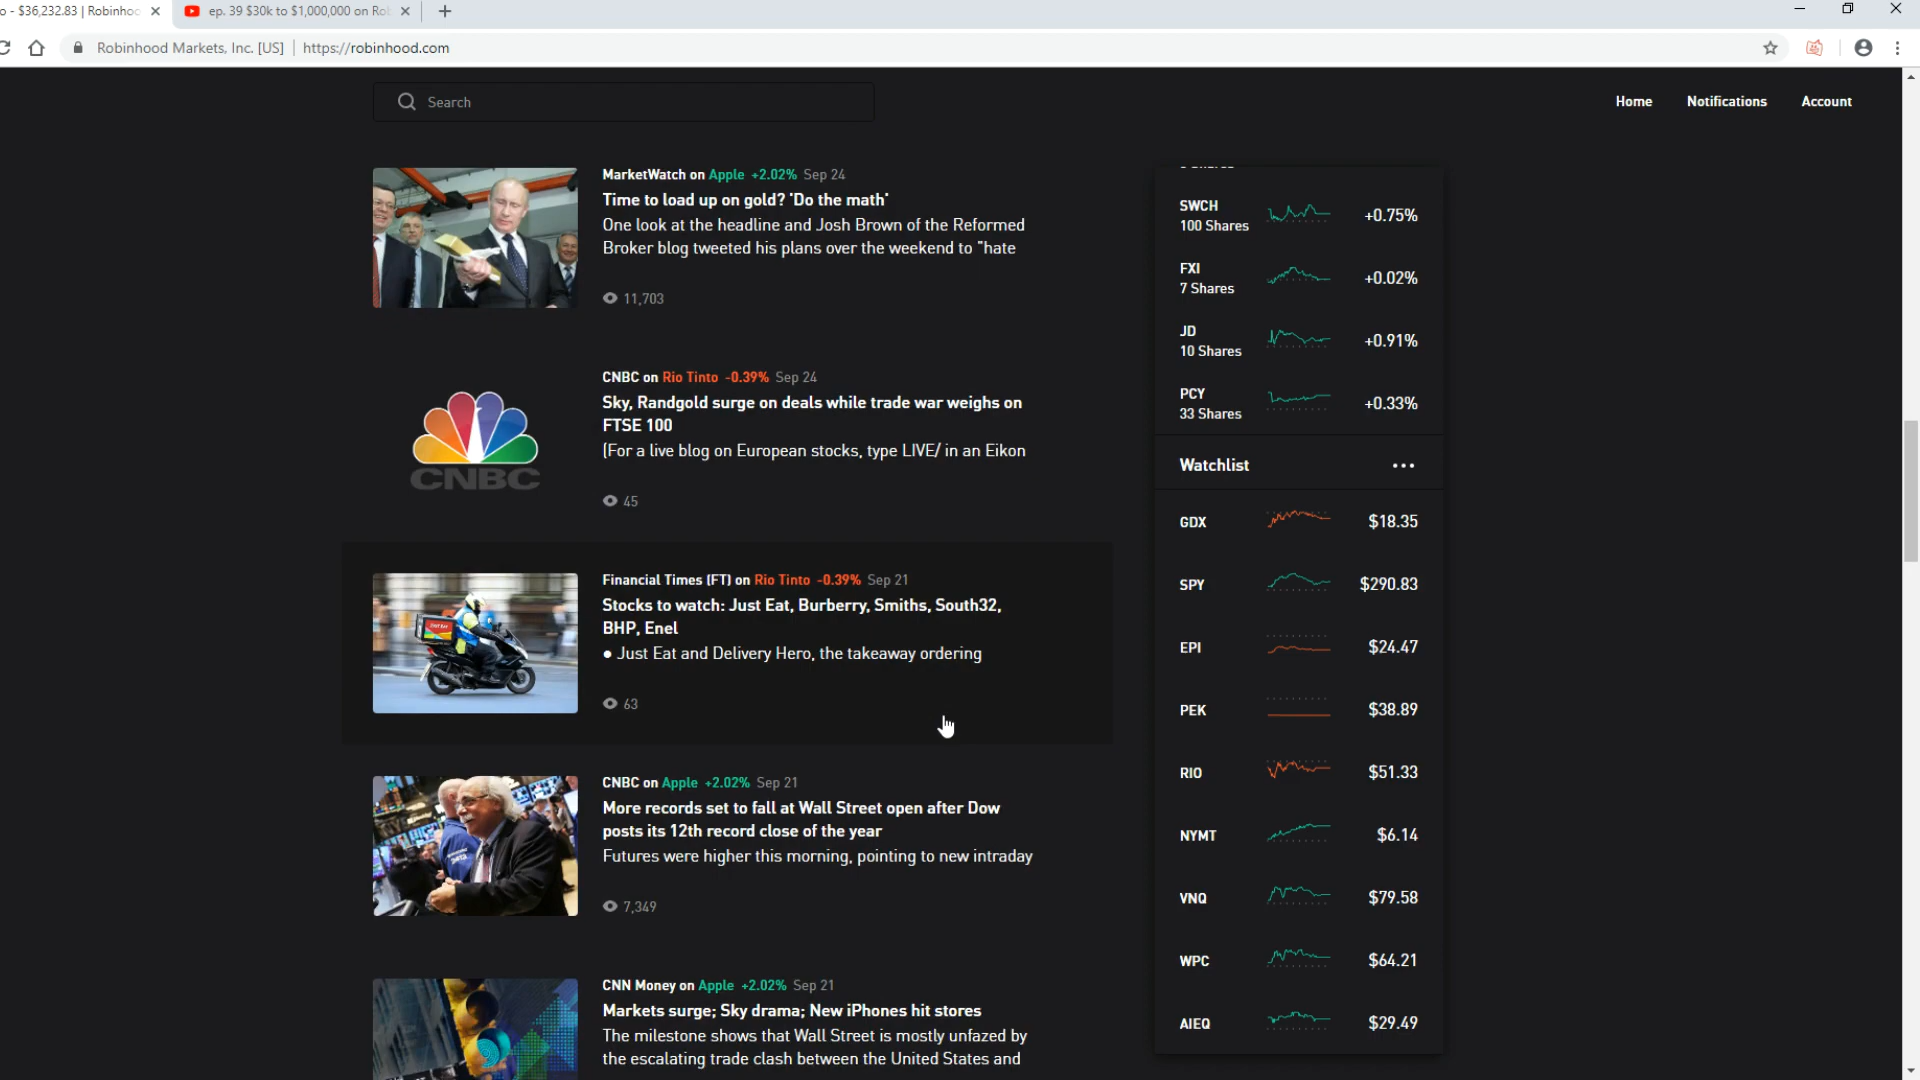 o - $36,232.83 | Robinhoo
ep. 39 $30k to $1,000,000 on Rob
Robinhood Markets, Inc. [US] | https://robinhood.com
Search
Home
Notifications
Account
MarketWatch on Apple +2.02% Sep 24
Time to load up on gold? 'Do the math'
One look at the headline and Josh Brown of the Reformed
Broker blog tweeted his plans over the weekend to "hate
11,703
CNBC
CNBC on Rio Tinto -0.39% Sep 24
Sky, Randgold surge on deals while trade war weighs on
FTSE 100
(For a live blog on European stocks, type LIVE/ in an Eikon
45
Financial Times (FT) on Rio Tinto -0.39% Sep 21
Stocks to watch: Just Eat, Burberry, Smiths, South32,
BHP, Enel
● Just Eat and Delivery Hero, the takeaway ordering
63
CNBC on Apple +2.02% Sep 21
More records set to fall at Wall Street open after Dow
posts its 12th record close of the year
Futures were higher this morning, pointing to new intraday
7,349
CNN Money on Apple +2.02% Sep 21
Markets surge; Sky drama; New iPhones hit stores
The milestone shows that Wall Street is mostly unfazed by
the escalating trade clash between the United States and
SWCH
100 Shares
+0.75%
FXI
7 Shares
+0.02%
JD
10 Shares
+0.91%
PCY
33 Shares
+0.33%
Watchlist
GDX $18.35
SPY $290.83
EPI $24.47
PEK $38.89
RIO $51.33
NYMT $6.14
VNQ $79.58
WPC $64.21
AIEQ $29.49